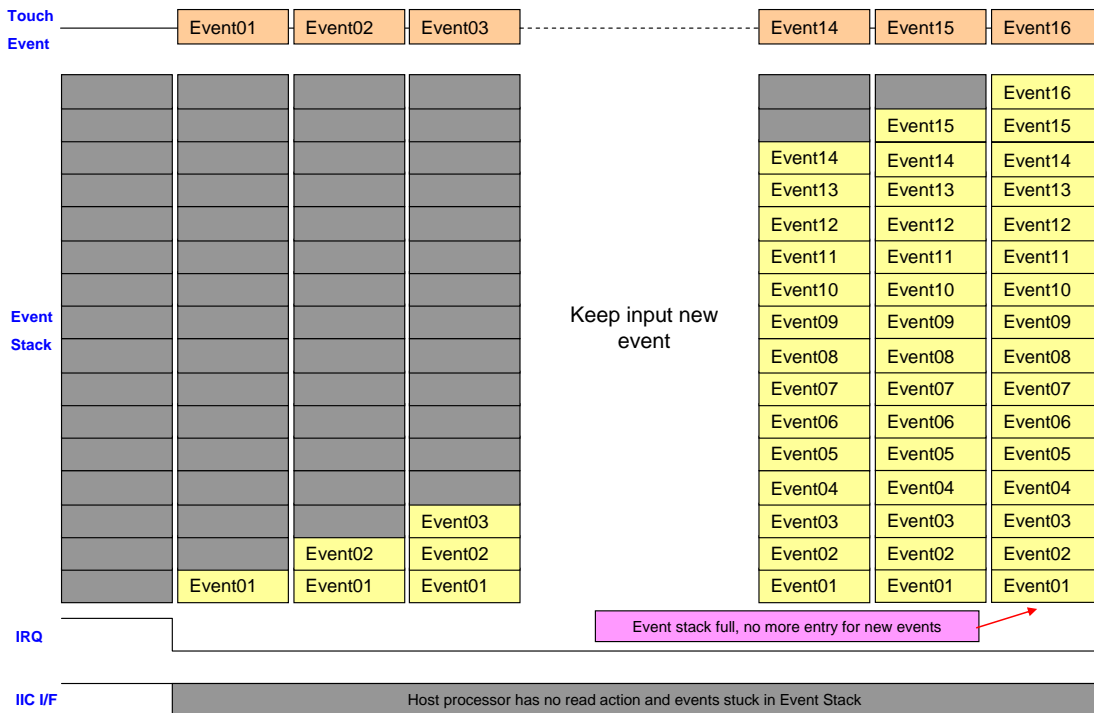 Touch
Event
Event01 Event02 Event03 Event14 Event15 Event16
Event16
Event15 Event15
Event14 Event14 Event14
Event13 Event13 Event13
Event12 Event12 Event12
Event11 Event11 Event11
Event10 Event10 Event10
Event
Stack
Keep input new
event
Event09 Event09 Event09
Event08 Event08 Event08
Event07 Event07 Event07
Event06 Event06 Event06
Event05 Event05 Event05
Event04 Event04 Event04
Event03 Event03 Event03 Event03
Event02 Event02 Event02 Event02 Event02
Event01 Event01 Event01 Event01 Event01 Event01
IRQ
Event stack full, no more entry for new events
IIC I/F
Host processor has no read action and events stuck in Event Stack